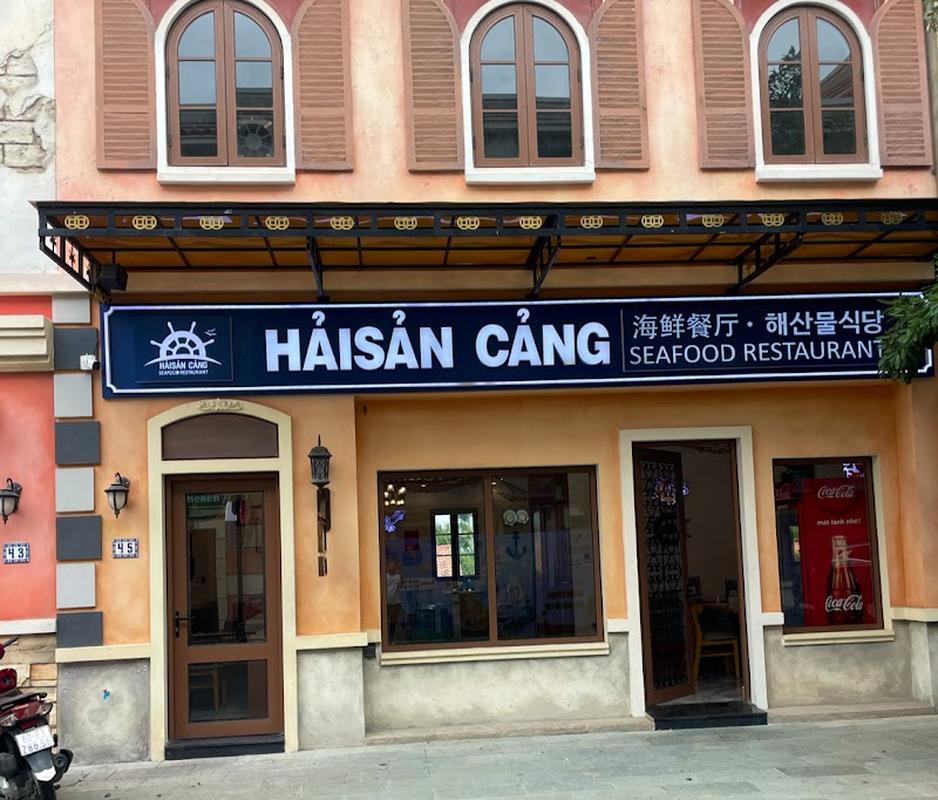 HẢISẢN CẢNG
SEAFOOD RESTAURANT
HẢISẢN CẢNG
海鲜餐厅 · 해산물식당
SEAFOOD RESTAURANT
43
45
Coca-Cola
mát lành nhé!
Coca-Cola